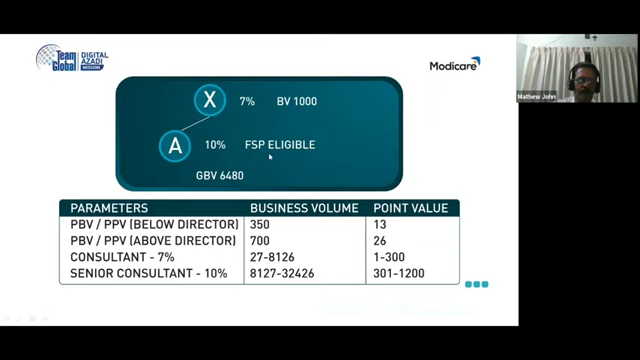 Team
Global
DIGITAL
AZADI
Modicare
X 7% BV 1000
A 10% FSP ELIGIBLE
GBV 6480
PARAMETERS BUSINESS VOLUME POINT VALUE
PBV / PPV (BELOW DIRECTOR) 350 13
PBV / PPV (ABOVE DIRECTOR) 700 26
CONSULTANT - 7% 27-8126 1-300
SENIOR CONSULTANT - 10% 8127-32426 301-1200
Mathew John